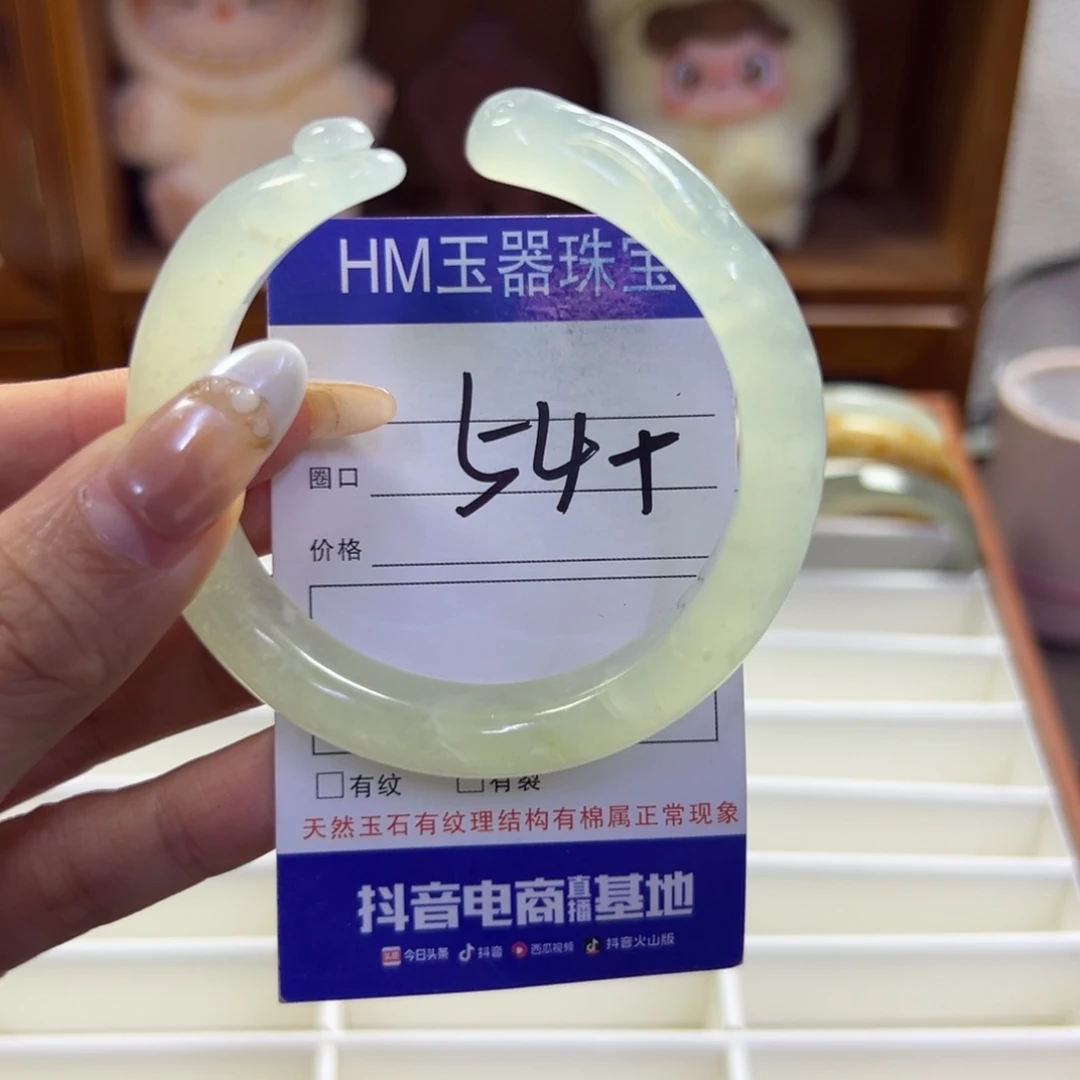 HM玉器珠宝
54+
圈口
价格
有纹 有裂
天然玉石有纹理结构有棉属正常现象
抖音电商直播基地
头条 今日头条 抖音 西瓜视频 抖音火山版